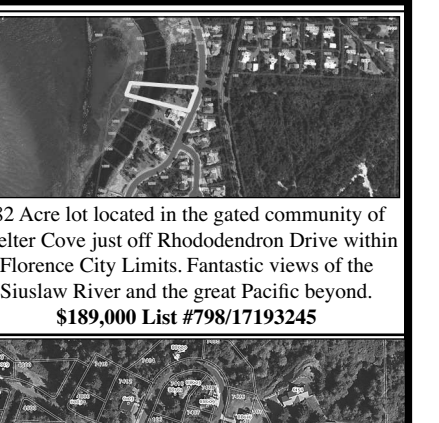 82 Acre lot located in the gated community of
elter Cove just off Rhododendron Drive within
Florence City Limits. Fantastic views of the
Siuslaw River and the great Pacific beyond.
$189,000 List #798/17193245